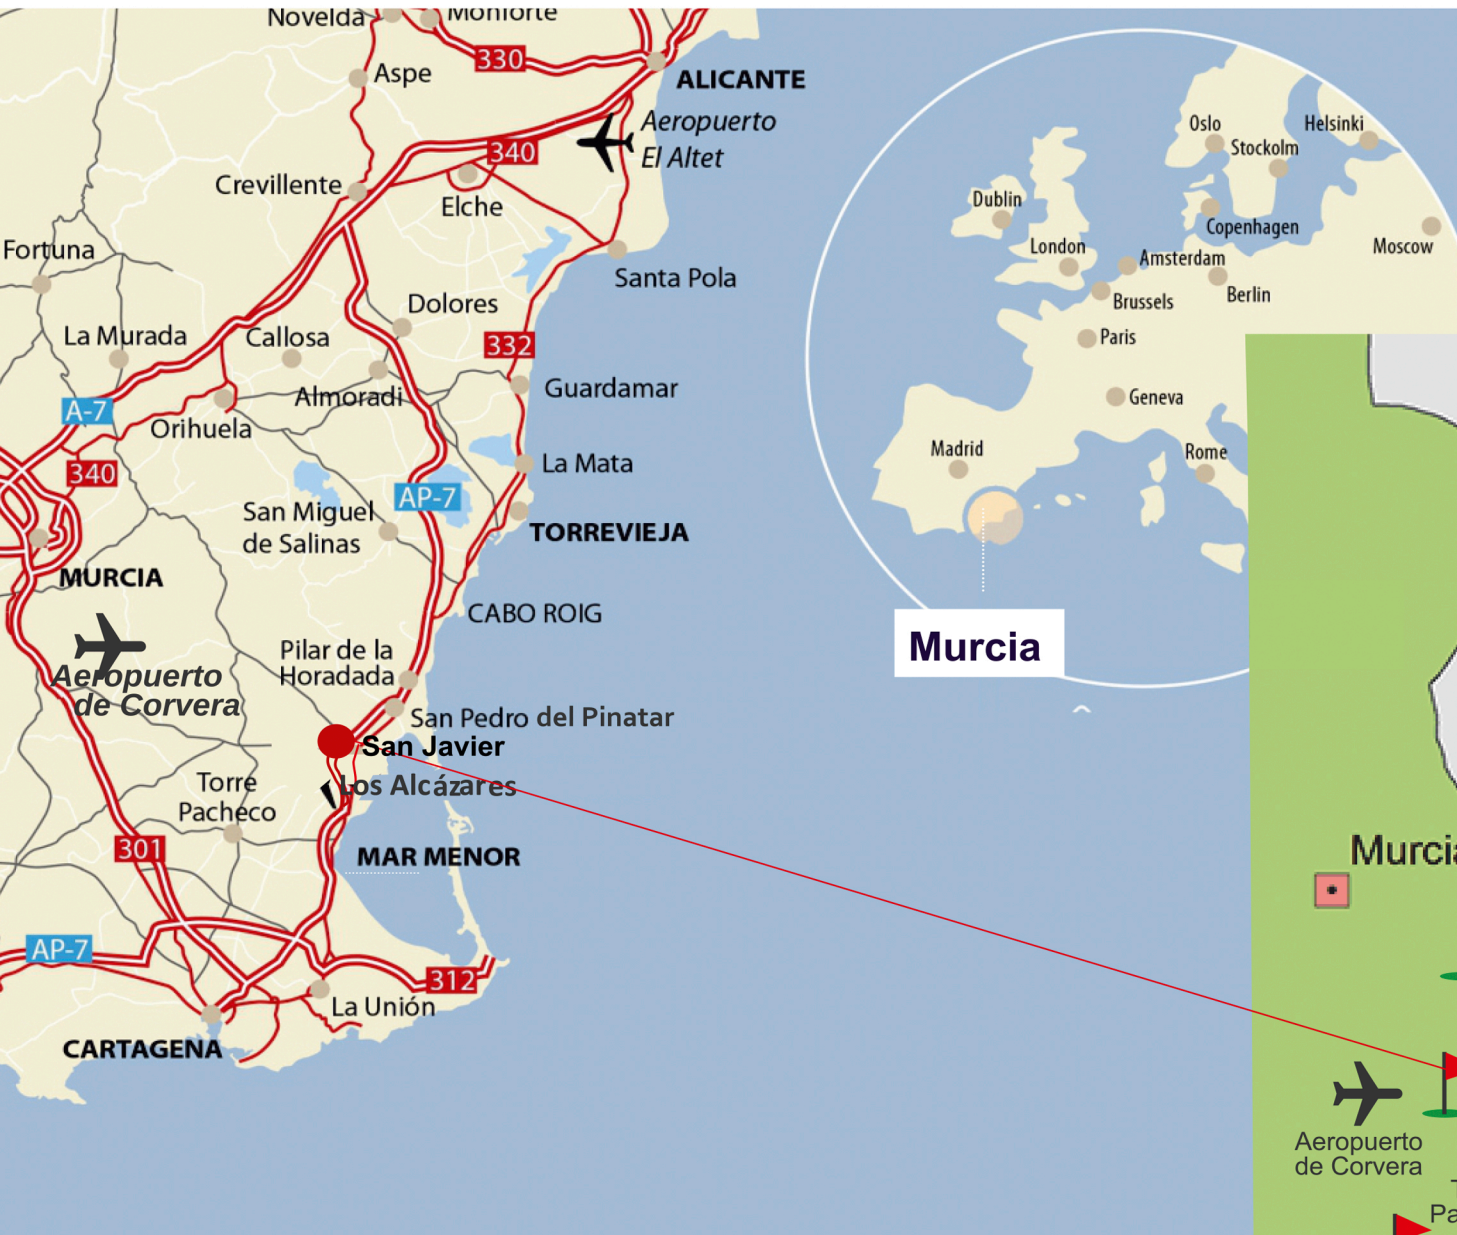 Novelda
Monforte
330
Aspe
ALICANTE
Aeropuerto
El Altet
340
Crevillente
Elche
Fortuna
Santa Pola
Dolores
La Murada
Callosa
332
Guardamar
Almoradi
A-7
Orihuela
La Mata
340
AP-7
San Miguel
de Salinas
TORREVIEJA
MURCIA
CABO ROIG
Pilar de la
Horadada
Aeropuerto
de Corvera
San Pedro del Pinatar
San Javier
Los Alcázares
Torre
Pacheco
301
MAR MENOR
AP-7
312
La Unión
CARTAGENA
Oslo
Helsinki
Stockolm
Dublin
Copenhagen
London
Moscow
Amsterdam
Berlin
Brussels
Paris
Geneva
Madrid
Rome
Murcia
Murcia
Aeropuerto
de Corvera
Pa